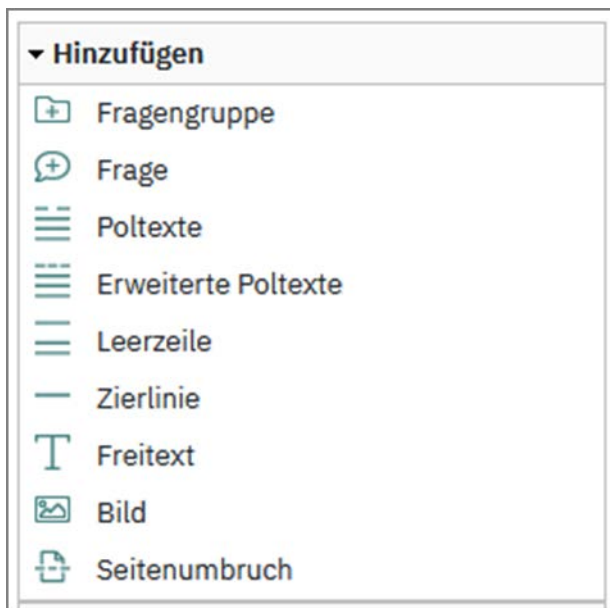 Hinzufügen
Fragengruppe
Frage
Poltexte
Erweiterte Poltexte
Leerzeile
Zierlinie
Freitext
Bild
Seitenumbruch